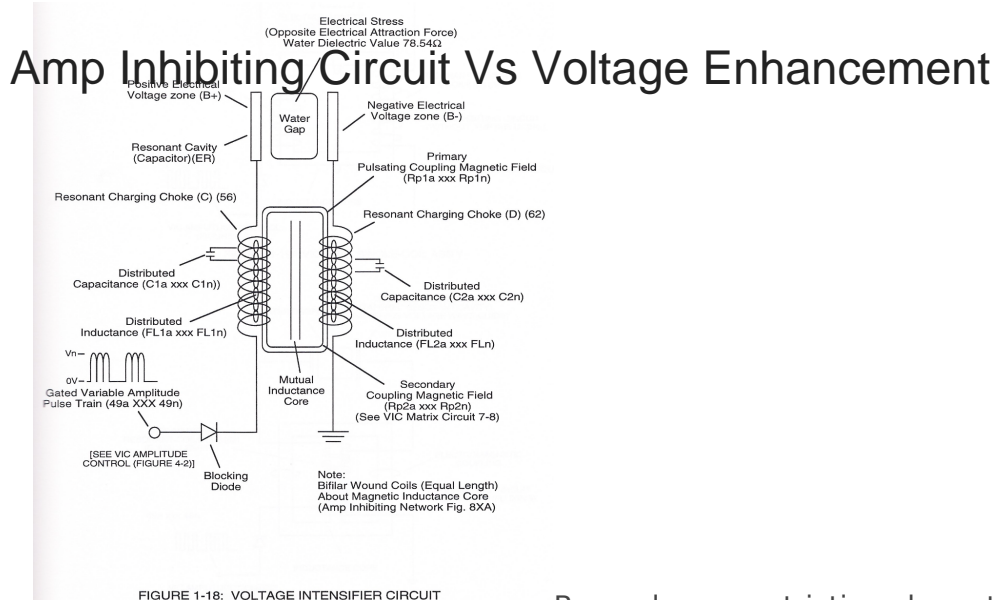 Electrical Stress
(Opposite Electrical Attraction Force)
Water Dielectric Value 78.54Ω
Amp Inhibiting Circuit Vs Voltage Enhancement
Positive Electrical
Voltage zone (B+)
Water
Gap
Negative Electrical
Voltage zone (B-)
Resonant Cavity
(Capacitor)(ER)
Primary
Pulsating Coupling Magnetic Field
(Rp1a xxx Rp1n)
Resonant Charging Choke (C) (56)
Resonant Charging Choke (D) (62)
Distributed
Capacitance (C1a xxx C1n))
Distributed
Capacitance (C2a xxx C2n)
Distributed
Inductance (FL1a xxx FL1n)
Distributed
Inductance (FL2a xxx FLn)
Vn
0V
Gated Variable Amplitude
Pulse Train (49a XXX 49n)
Mutual
Inductance
Core
Secondary
Coupling Magnetic Field
(Rp2a xxx Rp2n)
(See VIC Matrix Circuit 7-8)
[SEE VIC AMPLITUDE
CONTROL (FIGURE 4-2)]
Blocking
Diode
Note:
Bifilar Wound Coils (Equal Length)
About Magnetic Inductance Core
(Amp Inhibiting Network Fig. 8XA)
FIGURE 1-18: VOLTAGE INTENSIFIER CIRCUIT